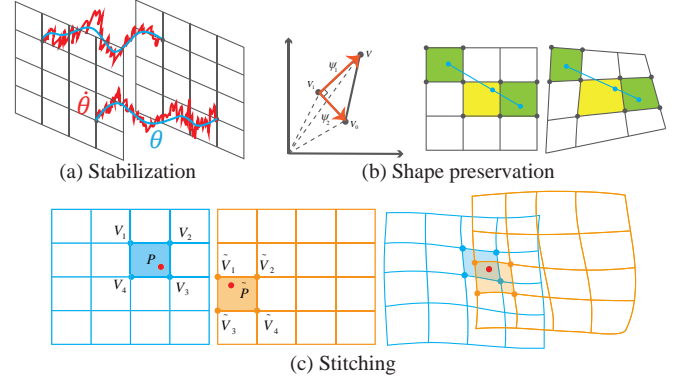 θ̇
θ
(a) Stabilization
V
ψ₁
V₁
ψ₂
V₀
(b) Shape preservation
V₁ V₂
P
V₄ V₃
Ṽ₁ Ṽ₂
P̃
Ṽ₃ Ṽ₄
(c) Stitching